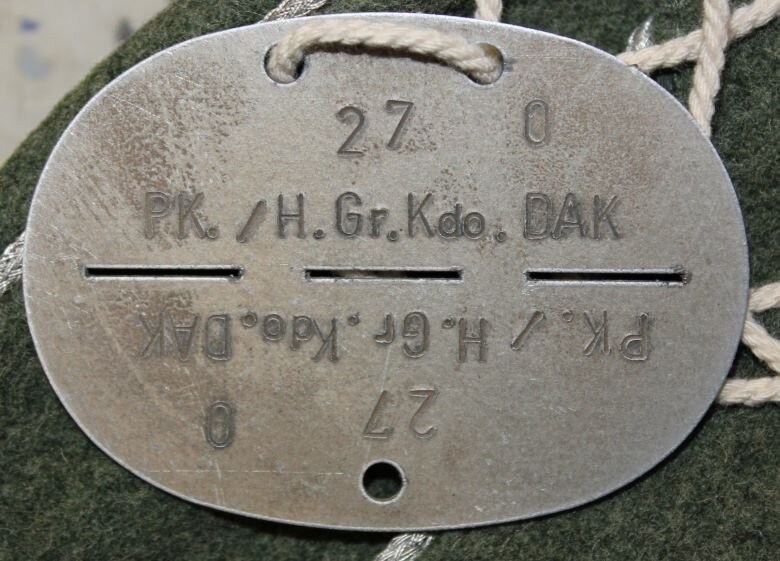 27 0
PK. /H.Gr.Kdo. DAK
PK. /H.Gr.Kdo.DAK
27 0